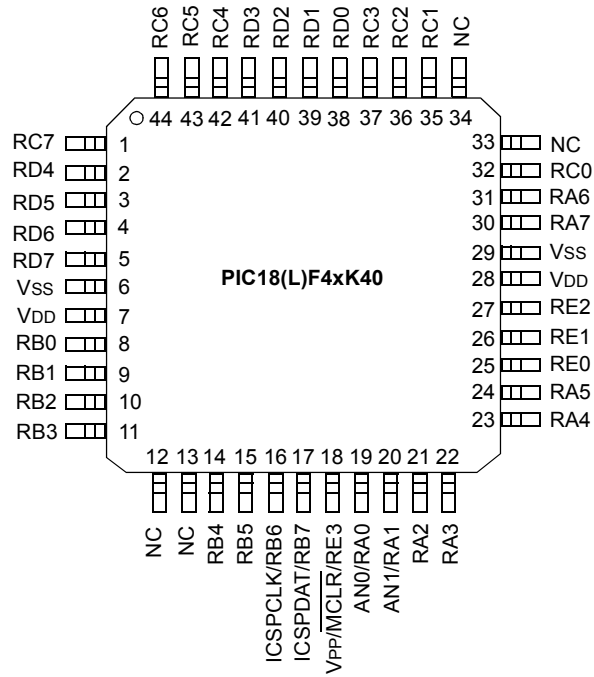 RC6
RC5
RC4
RD3
RD2
RD1
RD0
RC3
RC2
RC1
NC
44 43 42 41 40 39 38 37 36 35 34
RC7 1
RD4 2
RD5 3
RD6 4
RD7 5
VSS 6
VDD 7
RB0 8
RB1 9
RB2 10
RB3 11
PIC18(L)F4xK40
33 NC
32 RC0
31 RA6
30 RA7
29 VSS
28 VDD
27 RE2
26 RE1
25 RE0
24 RA5
23 RA4
12 13 14 15 16 17 18 19 20 21 22
NC
NC
RB4
RB5
ICSPCLK/RB6
ICSPDAT/RB7
VPP/MCLR/RE3
AN0/RA0
AN1/RA1
RA2
RA3